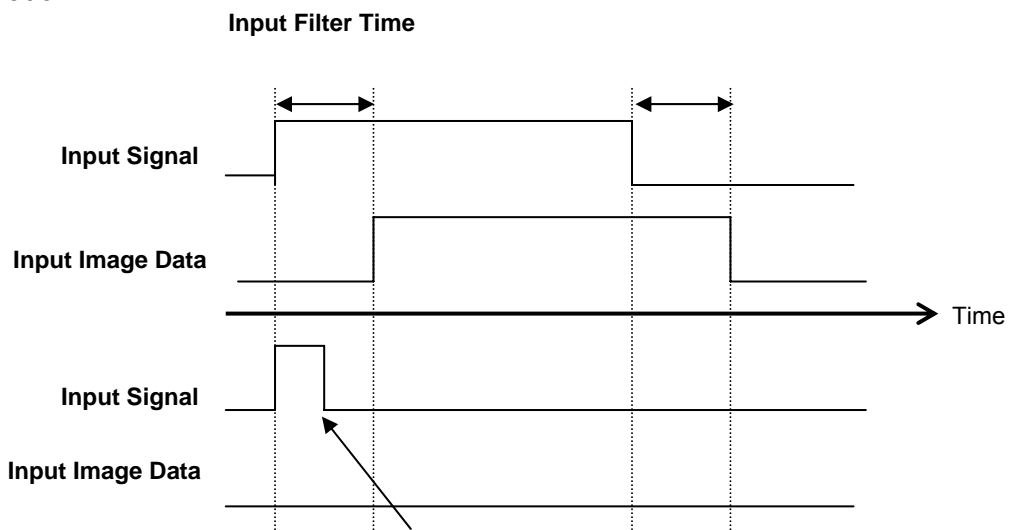 Input Filter Time
Input Signal
Input Image Data
Time
Input Signal
Input Image Data